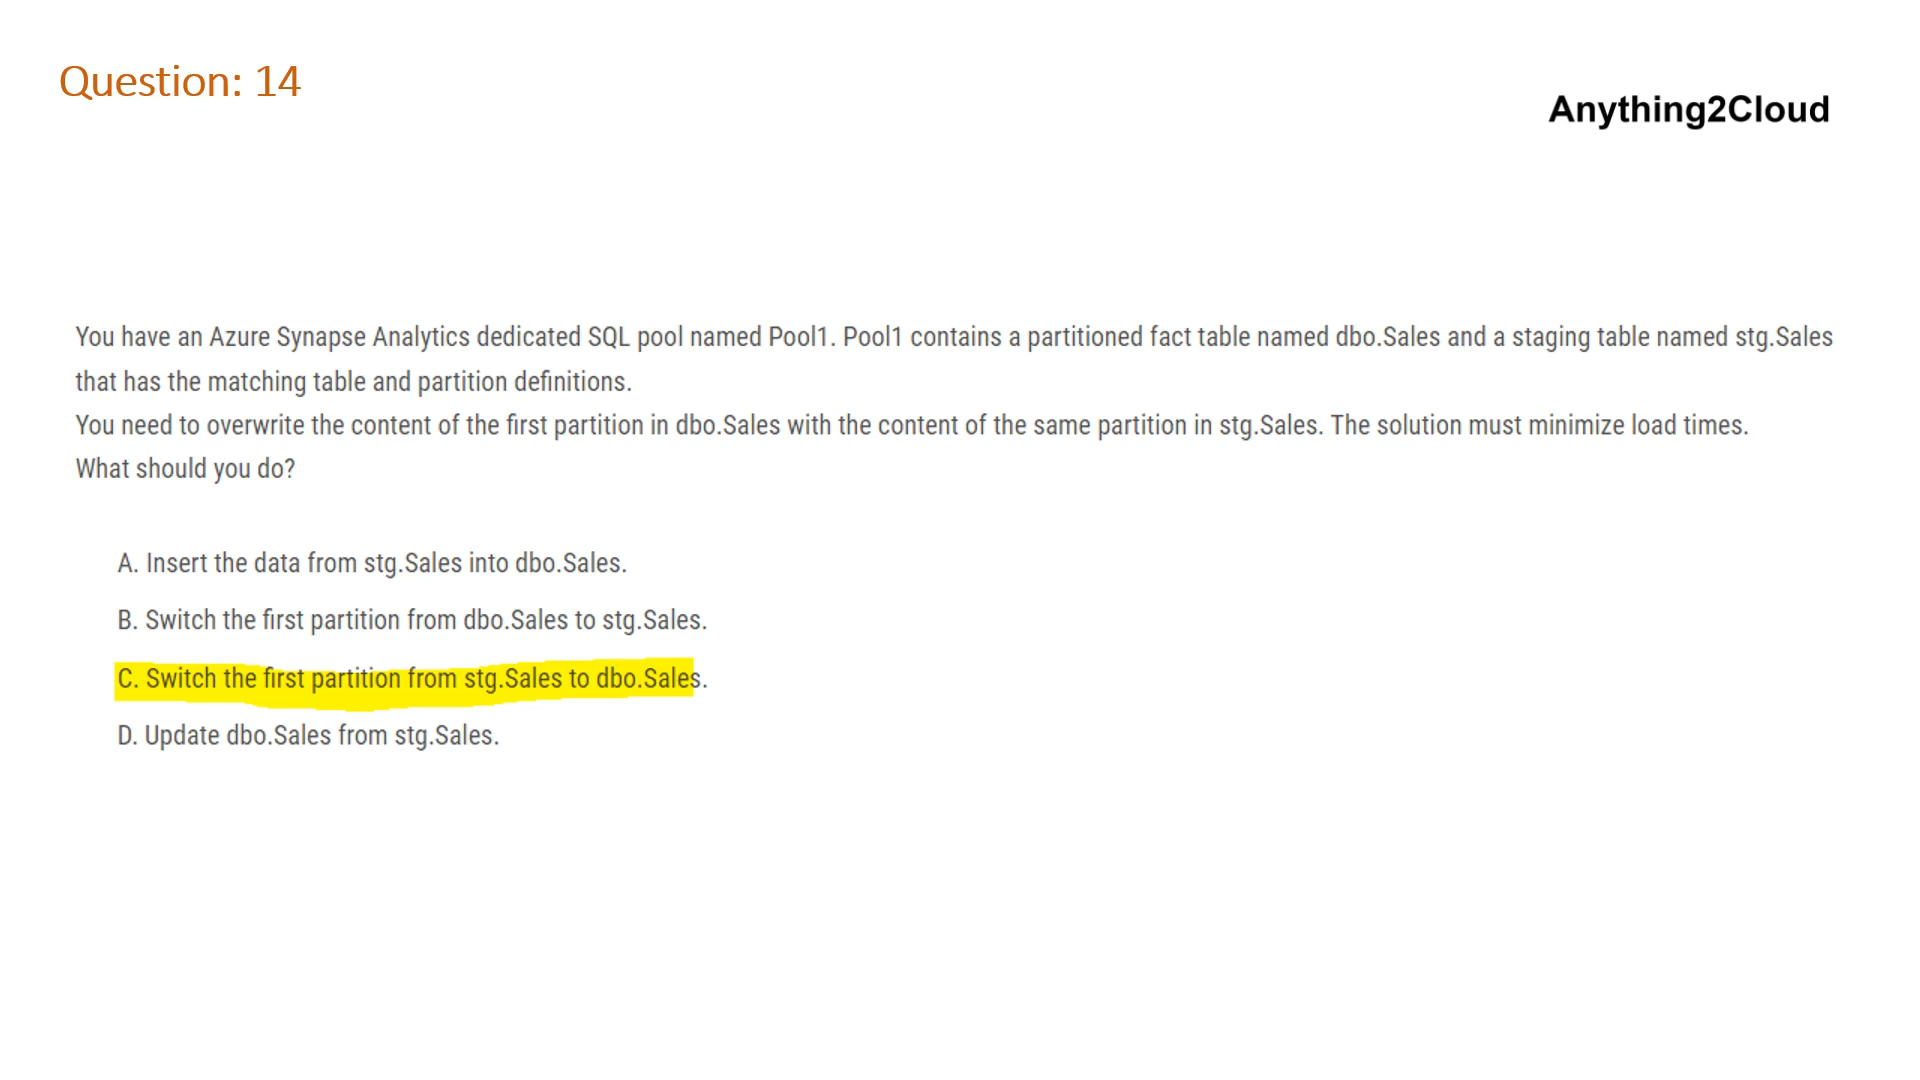 Question: 14
Anything2Cloud
You have an Azure Synapse Analytics dedicated SQL pool named Pool1. Pool1 contains a partitioned fact table named dbo.Sales and a staging table named stg.Sales
that has the matching table and partition definitions.
You need to overwrite the content of the first partition in dbo.Sales with the content of the same partition in stg.Sales. The solution must minimize load times.
What should you do?
A. Insert the data from stg.Sales into dbo.Sales.
B. Switch the first partition from dbo.Sales to stg.Sales.
C. Switch the first partition from stg.Sales to dbo.Sales.
D. Update dbo.Sales from stg.Sales.